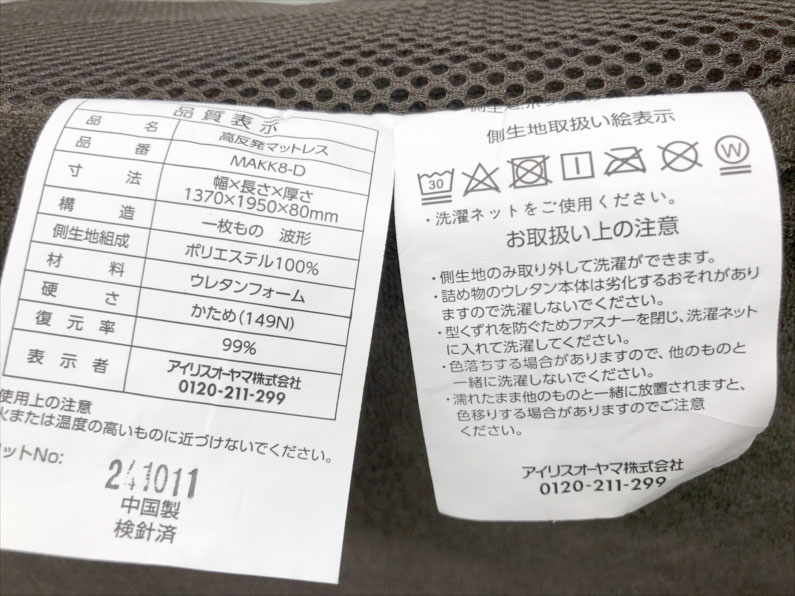 品質表示
品名 高反発マットレス
品番 MAKK8-D
寸法 幅×長さ×厚さ
1370×1950×80mm
構造 一枚もの 波形
側生地組成 ポリエステル100%
材料 ウレタンフォーム
硬さ かため(149N)
復元率 99%
表示者 アイリスオーヤマ株式会社
0120-211-299
使用上の注意
火または温度の高いものに近づけないでください。
ットNo: 241011
中国製
検針済
側生地取扱い絵表示
30 W
・洗濯ネットをご使用ください。
お取扱い上の注意
・側生地のみ取り外して洗濯ができます。
・詰め物のウレタン本体は劣化するおそれがあり
ますので洗濯しないでください。
・型くずれを防ぐためファスナーを閉じ、洗濯ネット
に入れて洗濯してください。
・色落ちする場合がありますので、他のものと
一緒に洗濯しないでください。
・濡れたまま他のものと一緒に放置されますと、
色移りする場合がありますのでご注意
ください。
アイリスオーヤマ株式会社
0120-211-299